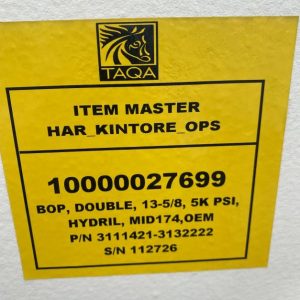 TAQA
ITEM MASTER
HAR_KINTORE_OPS
10000027699
BOP, DOUBLE, 13-5/8, 5K PSI,
HYDRIL, MID174,OEM
P/N 3111421-3132222
S/N 112726